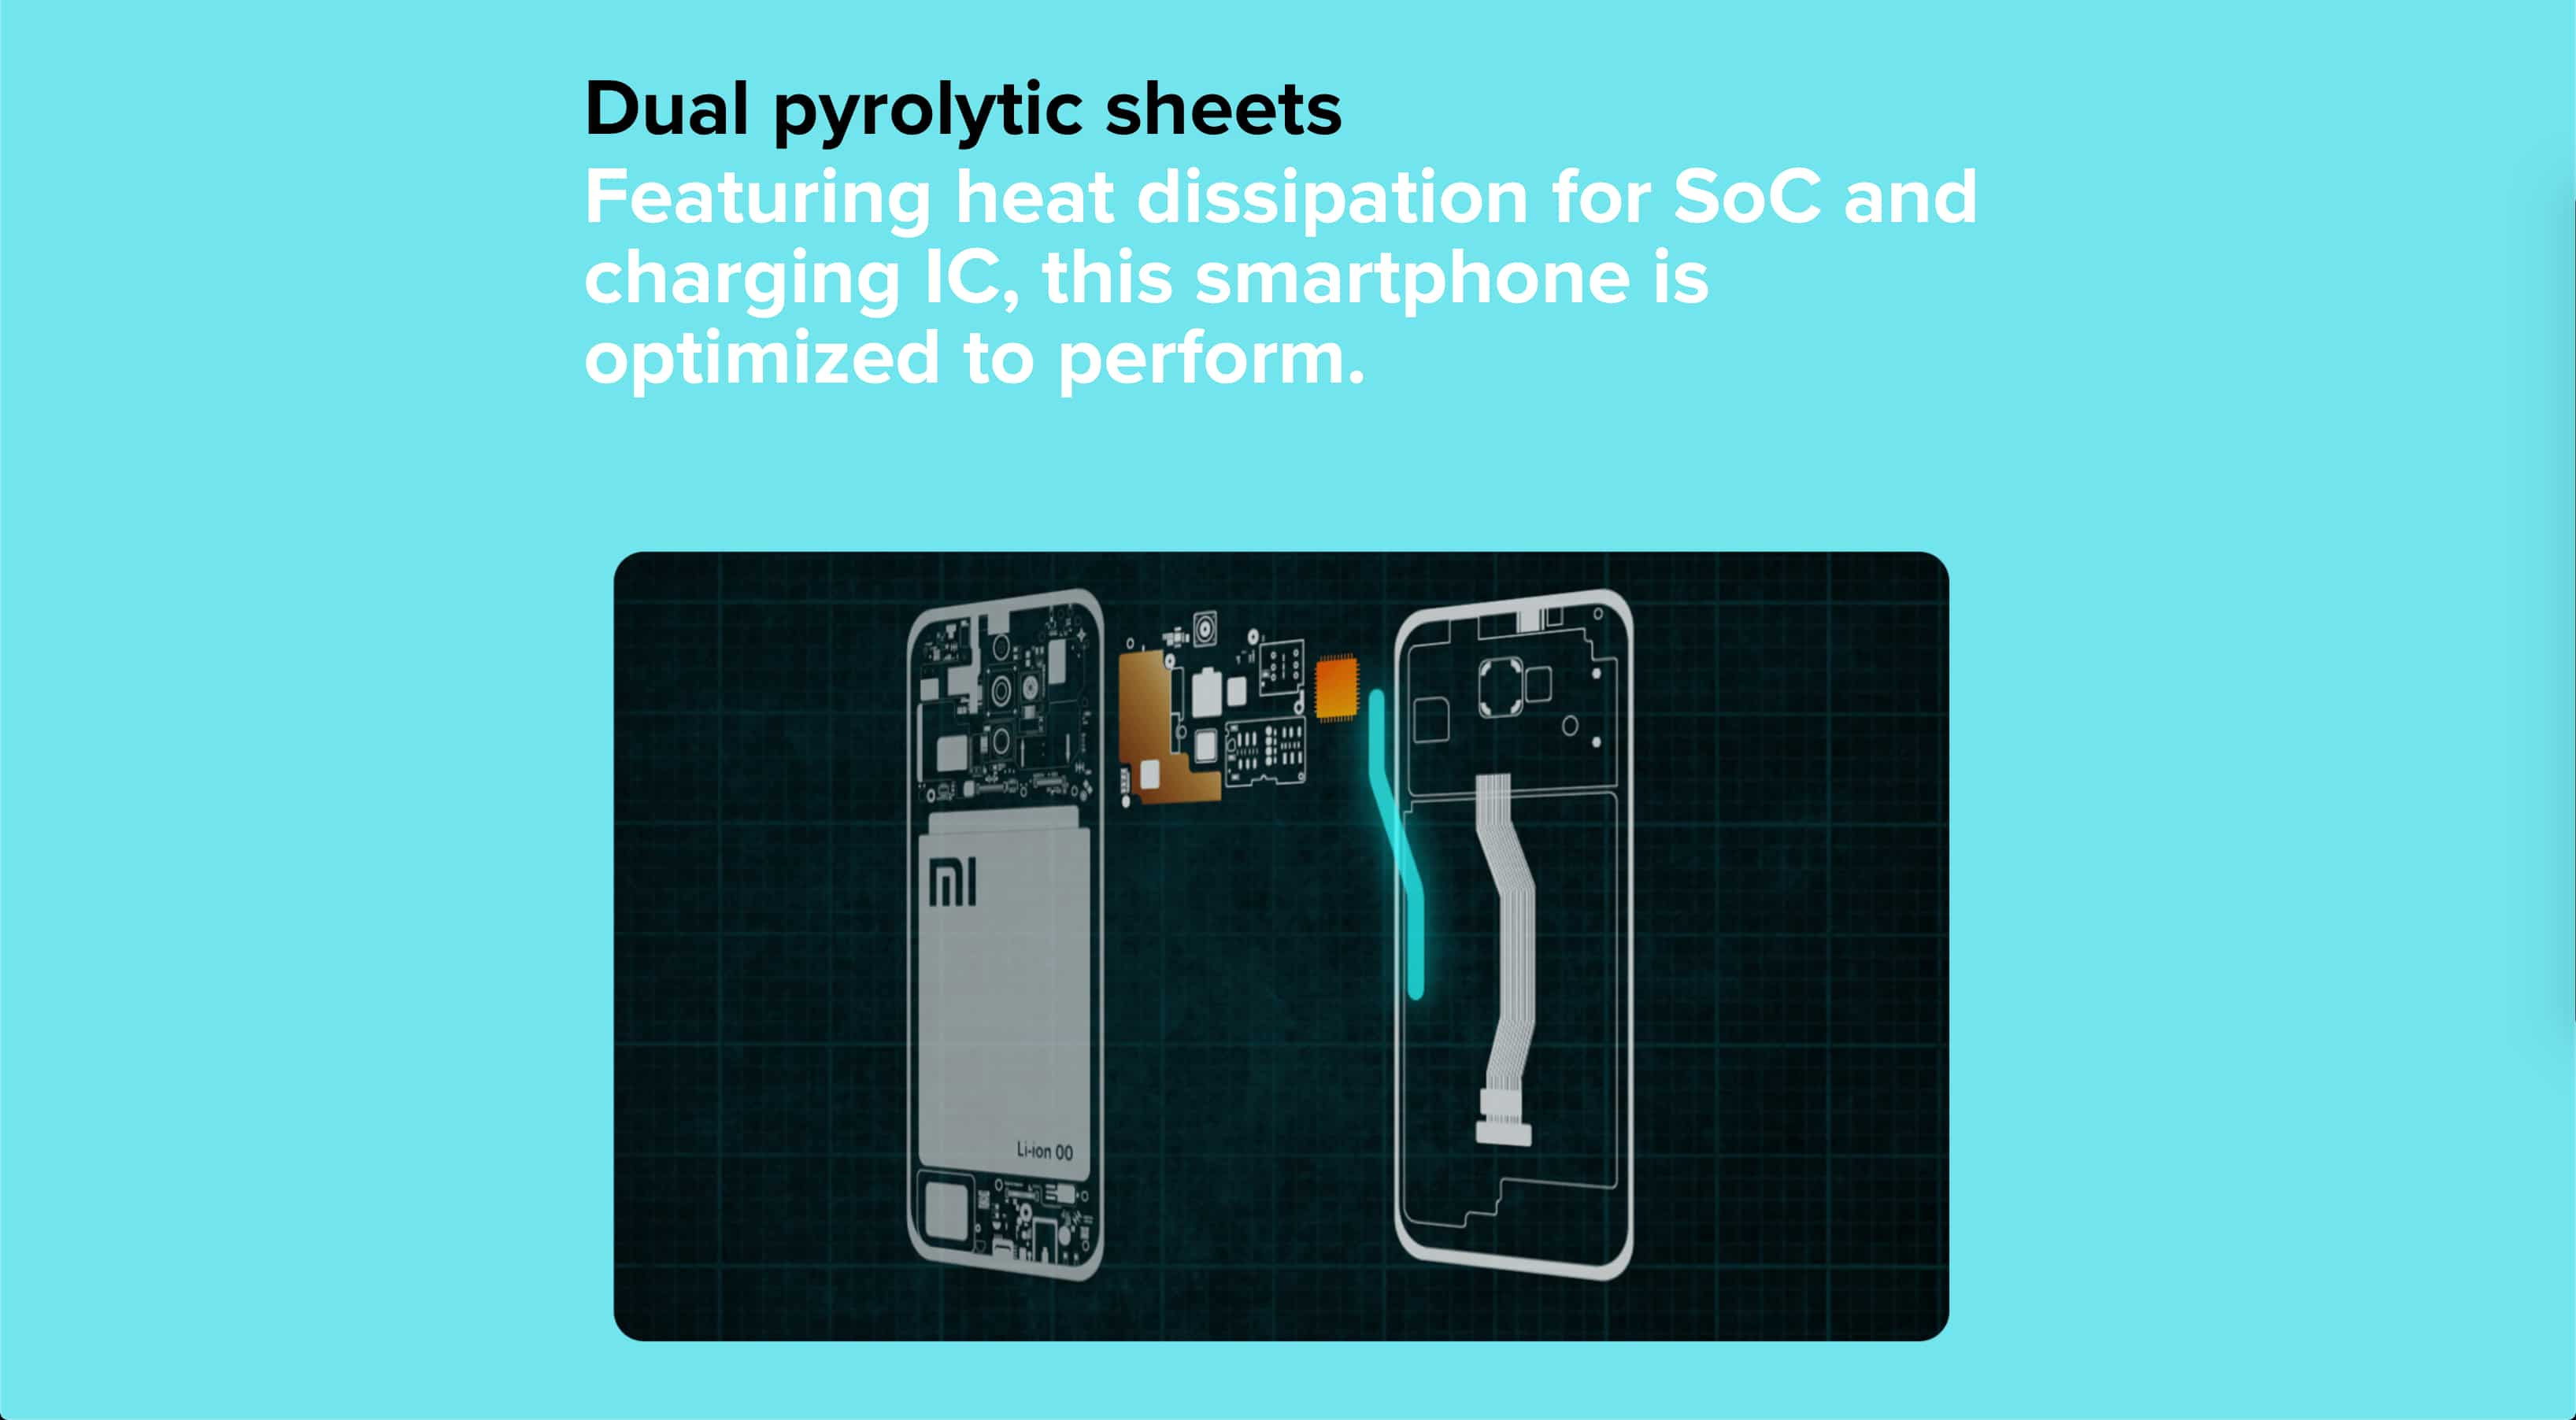 Dual pyrolytic sheets
Featuring heat dissipation for SoC and
charging IC, this smartphone is
optimized to perform.
MI
Li-ion 00